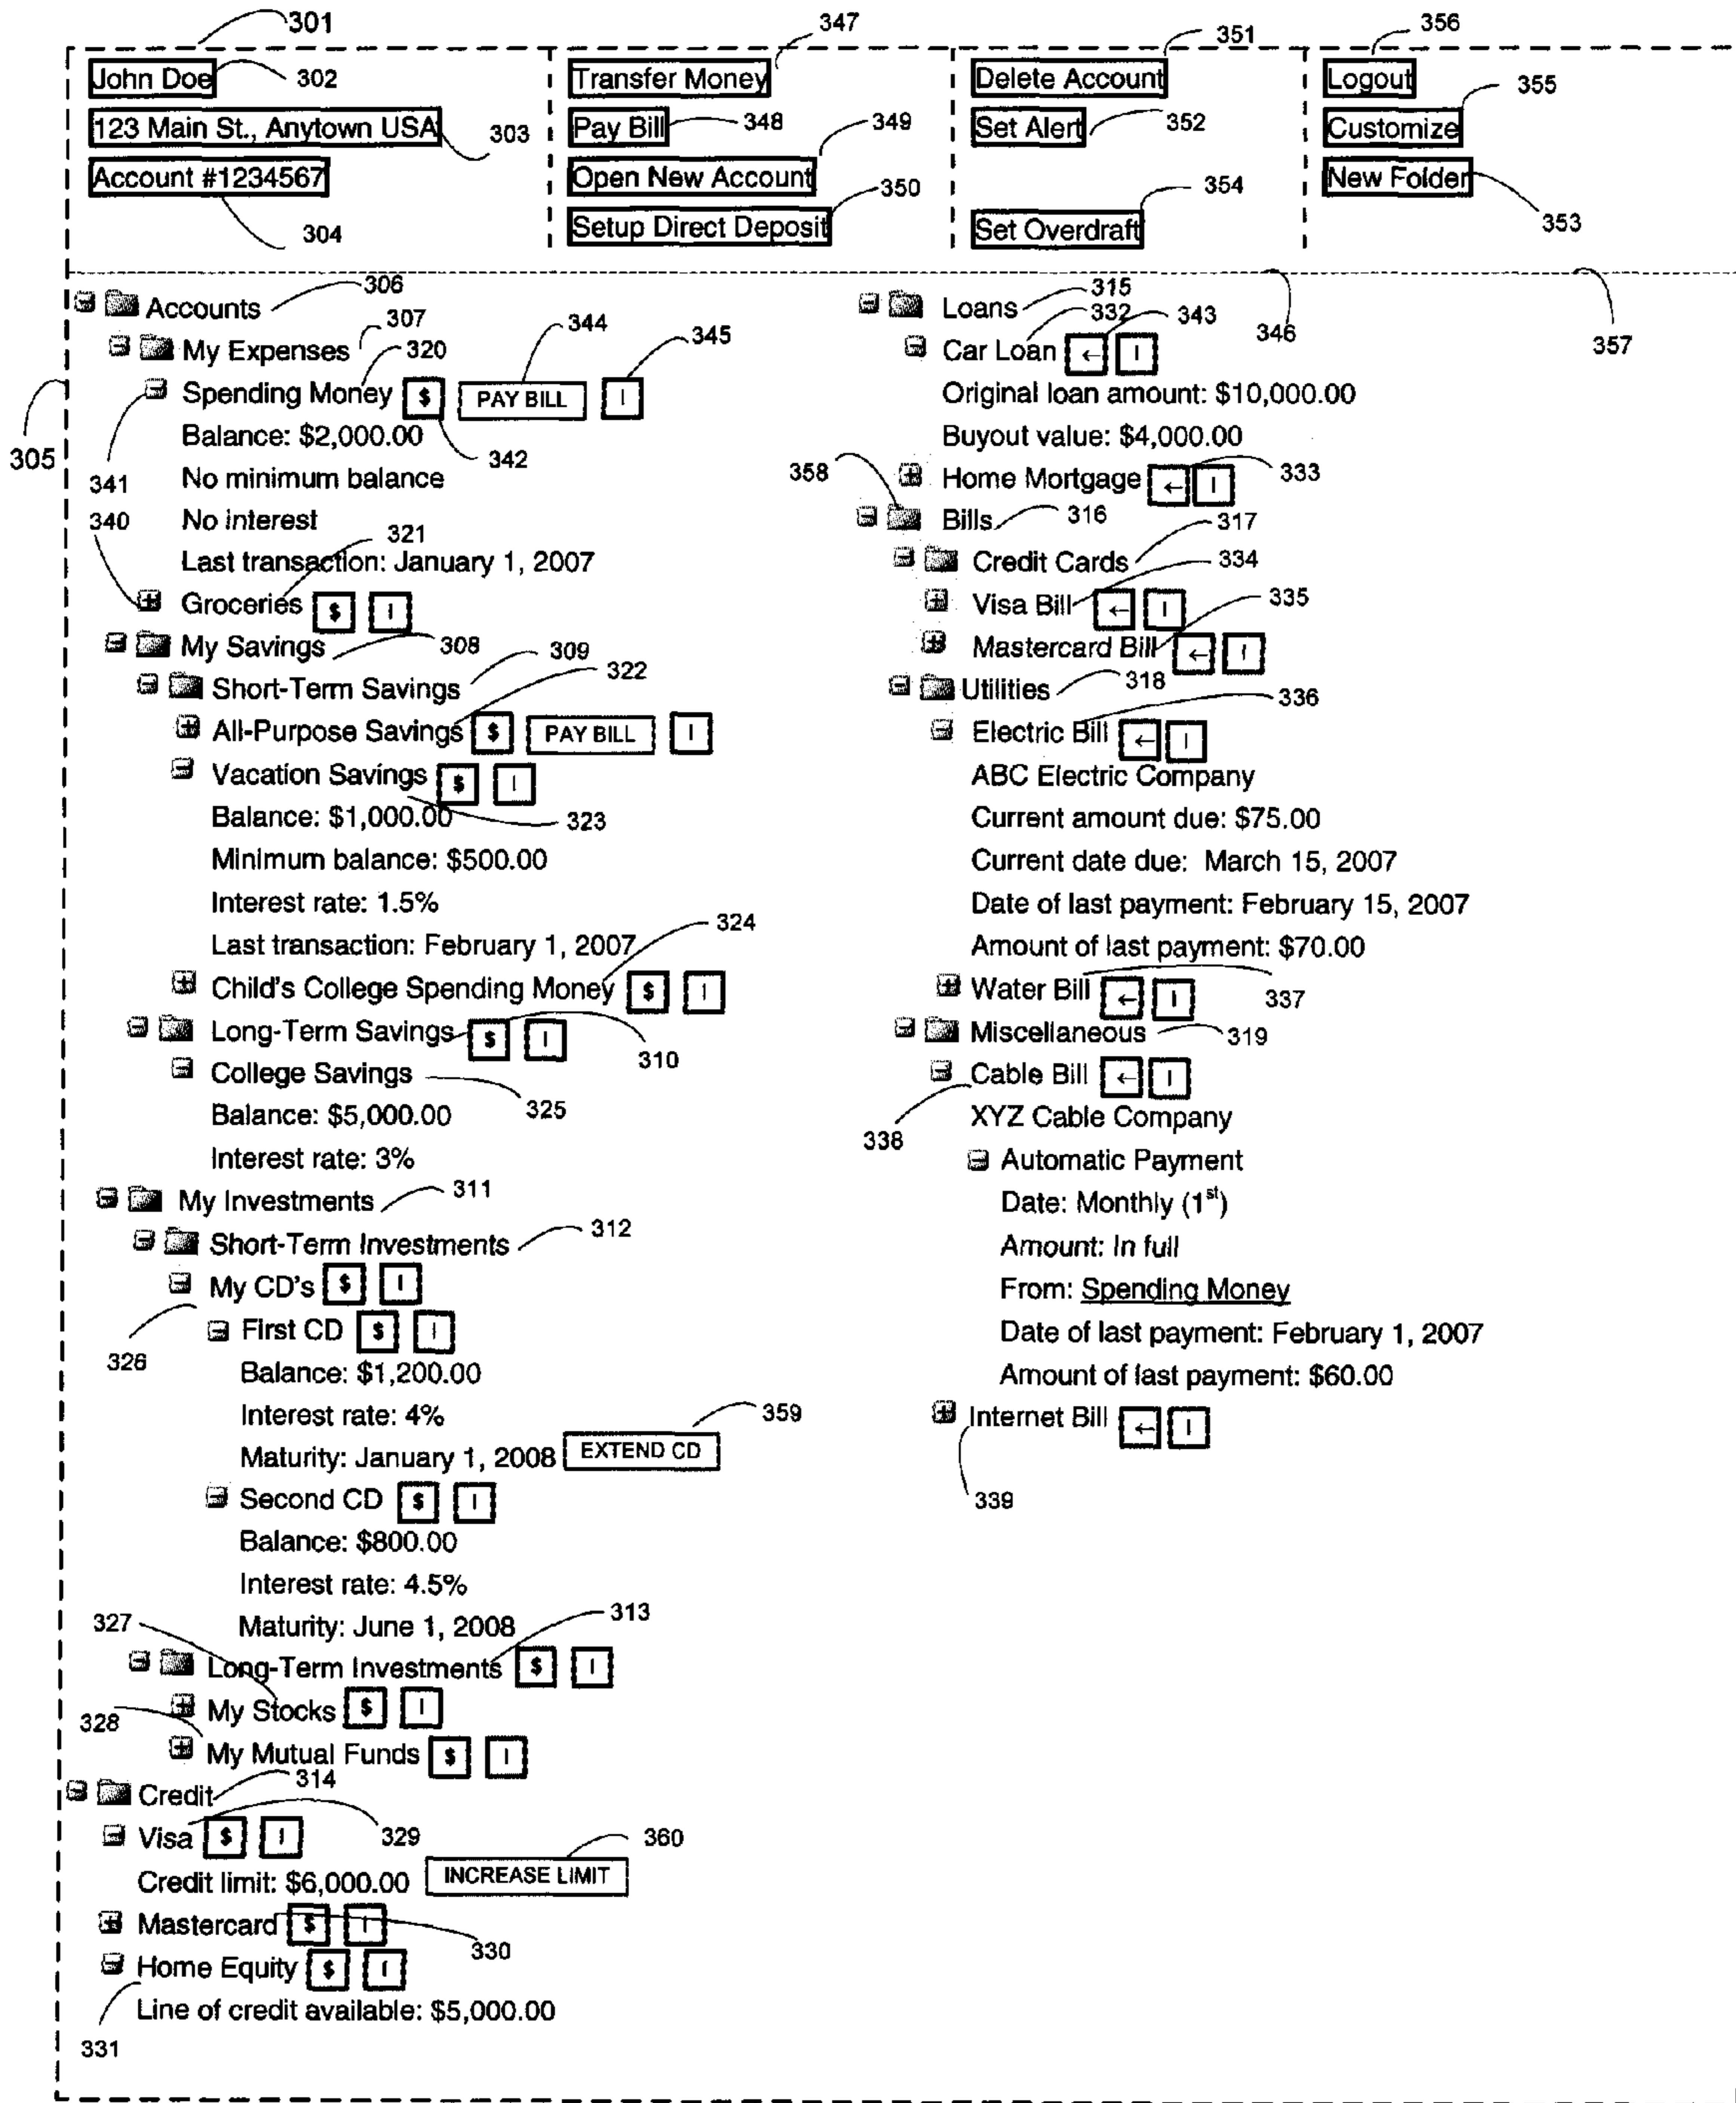 301
347
351
356
John Doe 302
Transfer Money
Delete Account
Logout 355
123 Main St., Anytown USA 303
Pay Bill 348 349
Set Alert 352
Customize
Account #1234567
Open New Account 350
354
New Folder
304
Setup Direct Deposit
Set Overdraft
353
305
346
357
Accounts 306
My Expenses 307
344
345
Spending Money 320 $ PAY BILL I
341
Balance: $2,000.00 342
No minimum balance
340
No interest
321
Last transaction: January 1, 2007
Groceries $ I
My Savings 308
309
Short-Term Savings 322
All-Purpose Savings $ PAY BILL I
Vacation Savings $ I
Balance: $1,000.00 323
Minimum balance: $500.00
Interest rate: 1.5%
324
Last transaction: February 1, 2007
Child's College Spending Money $ I
Long-Term Savings $ I 310
College Savings 325
Balance: $5,000.00
Interest rate: 3%
My Investments 311
Short-Term Investments 312
My CD's $ I
326
First CD $ I
Balance: $1,200.00
Interest rate: 4%
359
Maturity: January 1, 2008 EXTEND CD
Second CD $ I
Balance: $800.00
Interest rate: 4.5%
327
313
Maturity: June 1, 2008
Long-Term Investments $ I
328
My Stocks $ I
My Mutual Funds $ I
Credit 314
Visa $ I 329
360
Credit limit: $6,000.00 INCREASE LIMIT
Mastercard $ I 330
Home Equity $ I
Line of credit available: $5,000.00
331
Loans 315
332 343
Car Loan ← I
Original loan amount: $10,000.00
Buyout value: $4,000.00
358
Home Mortgage ← I 333
Bills 316
317
Credit Cards 334
Visa Bill ← I 335
Mastercard Bill ← I
Utilities 318
336
Electric Bill ← I
ABC Electric Company
Current amount due: $75.00
Current date due: March 15, 2007
Date of last payment: February 15, 2007
Amount of last payment: $70.00
Water Bill ← I 337
Miscellaneous 319
Cable Bill ← I
338
XYZ Cable Company
Automatic Payment
Date: Monthly (1st)
Amount: In full
From: Spending Money
Date of last payment: February 1, 2007
Amount of last payment: $60.00
Internet Bill ← I
339